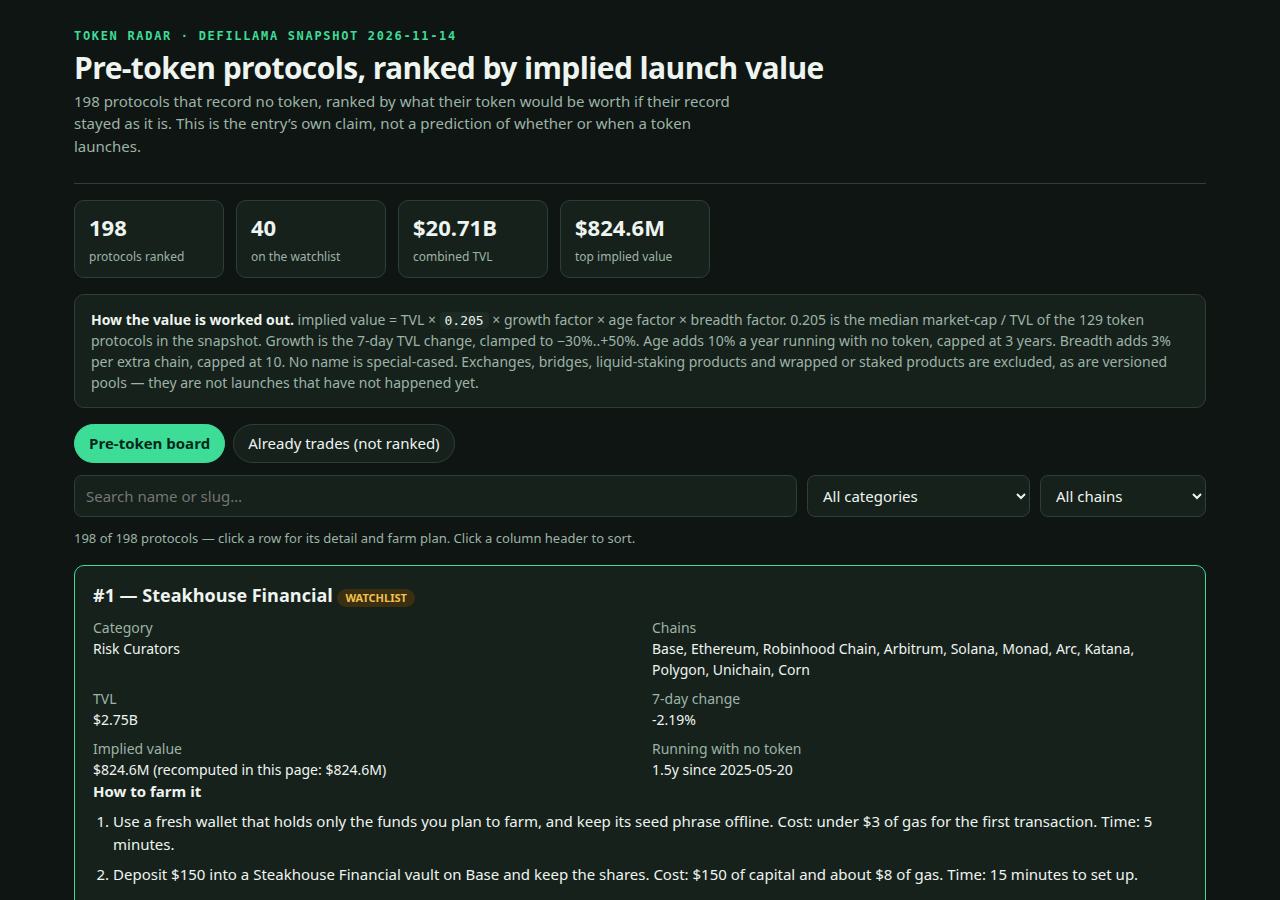 TOKEN RADAR · DEFILLAMA SNAPSHOT 2026-11-14
Pre-token protocols, ranked by implied launch value
198 protocols that record no token, ranked by what their token would be worth if their record
stayed as it is. This is the entry’s own claim, not a prediction of whether or when a token
launches.
198
protocols ranked
40
on the watchlist
$20.71B
combined TVL
$824.6M
top implied value
How the value is worked out. implied value = TVL × 0.205 × growth factor × age factor × breadth factor. 0.205 is the median market-cap / TVL of the 129 token
protocols in the snapshot. Growth is the 7-day TVL change, clamped to −30%..+50%. Age adds 10% a year running with no token, capped at 3 years. Breadth adds 3%
per extra chain, capped at 10. No name is special-cased. Exchanges, bridges, liquid-staking products and wrapped or staked products are excluded, as are versioned
pools — they are not launches that have not happened yet.
Pre-token board
Already trades (not ranked)
Search name or slug...
All categories
All chains
198 of 198 protocols — click a row for its detail and farm plan. Click a column header to sort.
#1 — Steakhouse Financial WATCHLIST
Category
Risk Curators
Chains
Base, Ethereum, Robinhood Chain, Arbitrum, Solana, Monad, Arc, Katana,
Polygon, Unichain, Corn
TVL
$2.75B
7-day change
-2.19%
Implied value
$824.6M (recomputed in this page: $824.6M)
Running with no token
1.5y since 2025-05-20
How to farm it
1. Use a fresh wallet that holds only the funds you plan to farm, and keep its seed phrase offline. Cost: under $3 of gas for the first transaction. Time: 5
minutes.
2. Deposit $150 into a Steakhouse Financial vault on Base and keep the shares. Cost: $150 of capital and about $8 of gas. Time: 15 minutes to set up.